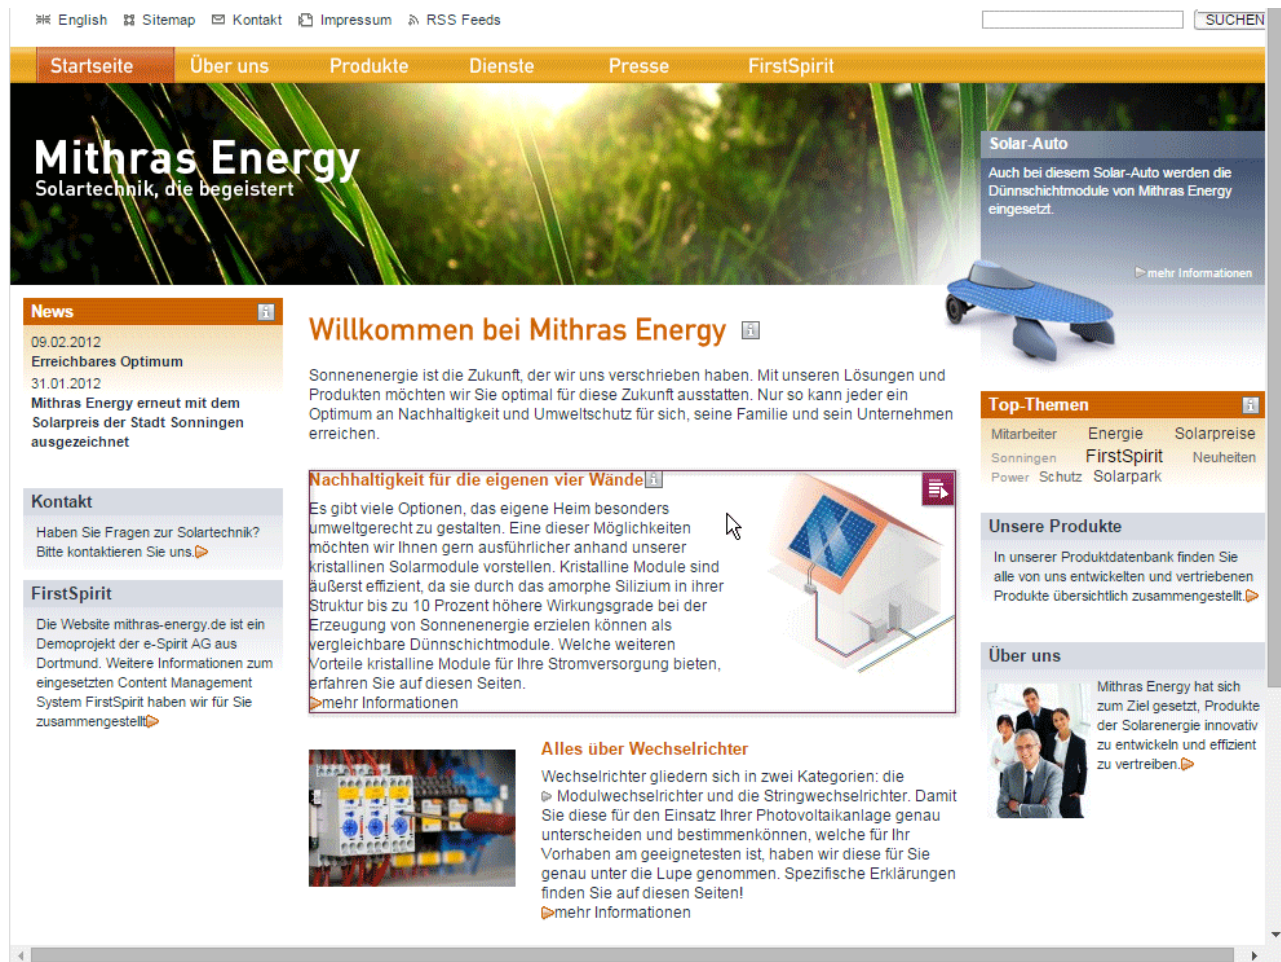 English Sitemap Kontakt Impressum RSS Feeds
SUCHEN
Startseite Über uns Produkte Dienste Presse FirstSpirit
Mithras Energy
Solartechnik, die begeistert
Solar-Auto
Auch bei diesem Solar-Auto werden die
Dünnschichtmodule von Mithras Energy
eingesetzt.
mehr Informationen
News
09.02.2012
Erreichbares Optimum
31.01.2012
Mithras Energy erneut mit dem
Solarpreis der Stadt Sonningen
ausgezeichnet
Kontakt
Haben Sie Fragen zur Solartechnik?
Bitte kontaktieren Sie uns.
FirstSpirit
Die Website mithras-energy.de ist ein
Demoprojekt der e-Spirit AG aus
Dortmund. Weitere Informationen zum
eingesetzten Content Management
System FirstSpirit haben wir für Sie
zusammengestellt
Willkommen bei Mithras Energy
Sonnenenergie ist die Zukunft, der wir uns verschrieben haben. Mit unseren Lösungen und
Produkten möchten wir Sie optimal für diese Zukunft ausstatten. Nur so kann jeder ein
Optimum an Nachhaltigkeit und Umweltschutz für sich, seine Familie und sein Unternehmen
erreichen.
Nachhaltigkeit für die eigenen vier Wände
Es gibt viele Optionen, das eigene Heim besonders
umweltgerecht zu gestalten. Eine dieser Möglichkeiten
möchten wir Ihnen gern ausführlicher anhand unserer
kristallinen Solarmodule vorstellen. Kristalline Module sind
äußerst effizient, da sie durch das amorphe Silizium in ihrer
Struktur bis zu 10 Prozent höhere Wirkungsgrade bei der
Erzeugung von Sonnenenergie erzielen können als
vergleichbare Dünnschichtmodule. Welche weiteren
Vorteile kristalline Module für Ihre Stromversorgung bieten,
erfahren Sie auf diesen Seiten.
mehr Informationen
Alles über Wechselrichter
Wechselrichter gliedern sich in zwei Kategorien: die
Modulwechselrichter und die Stringwechselrichter. Damit
Sie diese für den Einsatz Ihrer Photovoltaikanlage genau
unterscheiden und bestimmenkönnen, welche für Ihr
Vorhaben am geeignetesten ist, haben wir diese für Sie
genau unter die Lupe genommen. Spezifische Erklärungen
finden Sie auf diesen Seiten!
mehr Informationen
Top-Themen
Mitarbeiter Energie Solarpreise
Sonningen FirstSpirit Neuheiten
Power Schutz Solarpark
Unsere Produkte
In unserer Produktdatenbank finden Sie
alle von uns entwickelten und vertriebenen
Produkte übersichtlich zusammengestellt.
Über uns
Mithras Energy hat sich
zum Ziel gesetzt, Produkte
der Solarenergie innovativ
zu entwickeln und effizient
zu vertreiben.